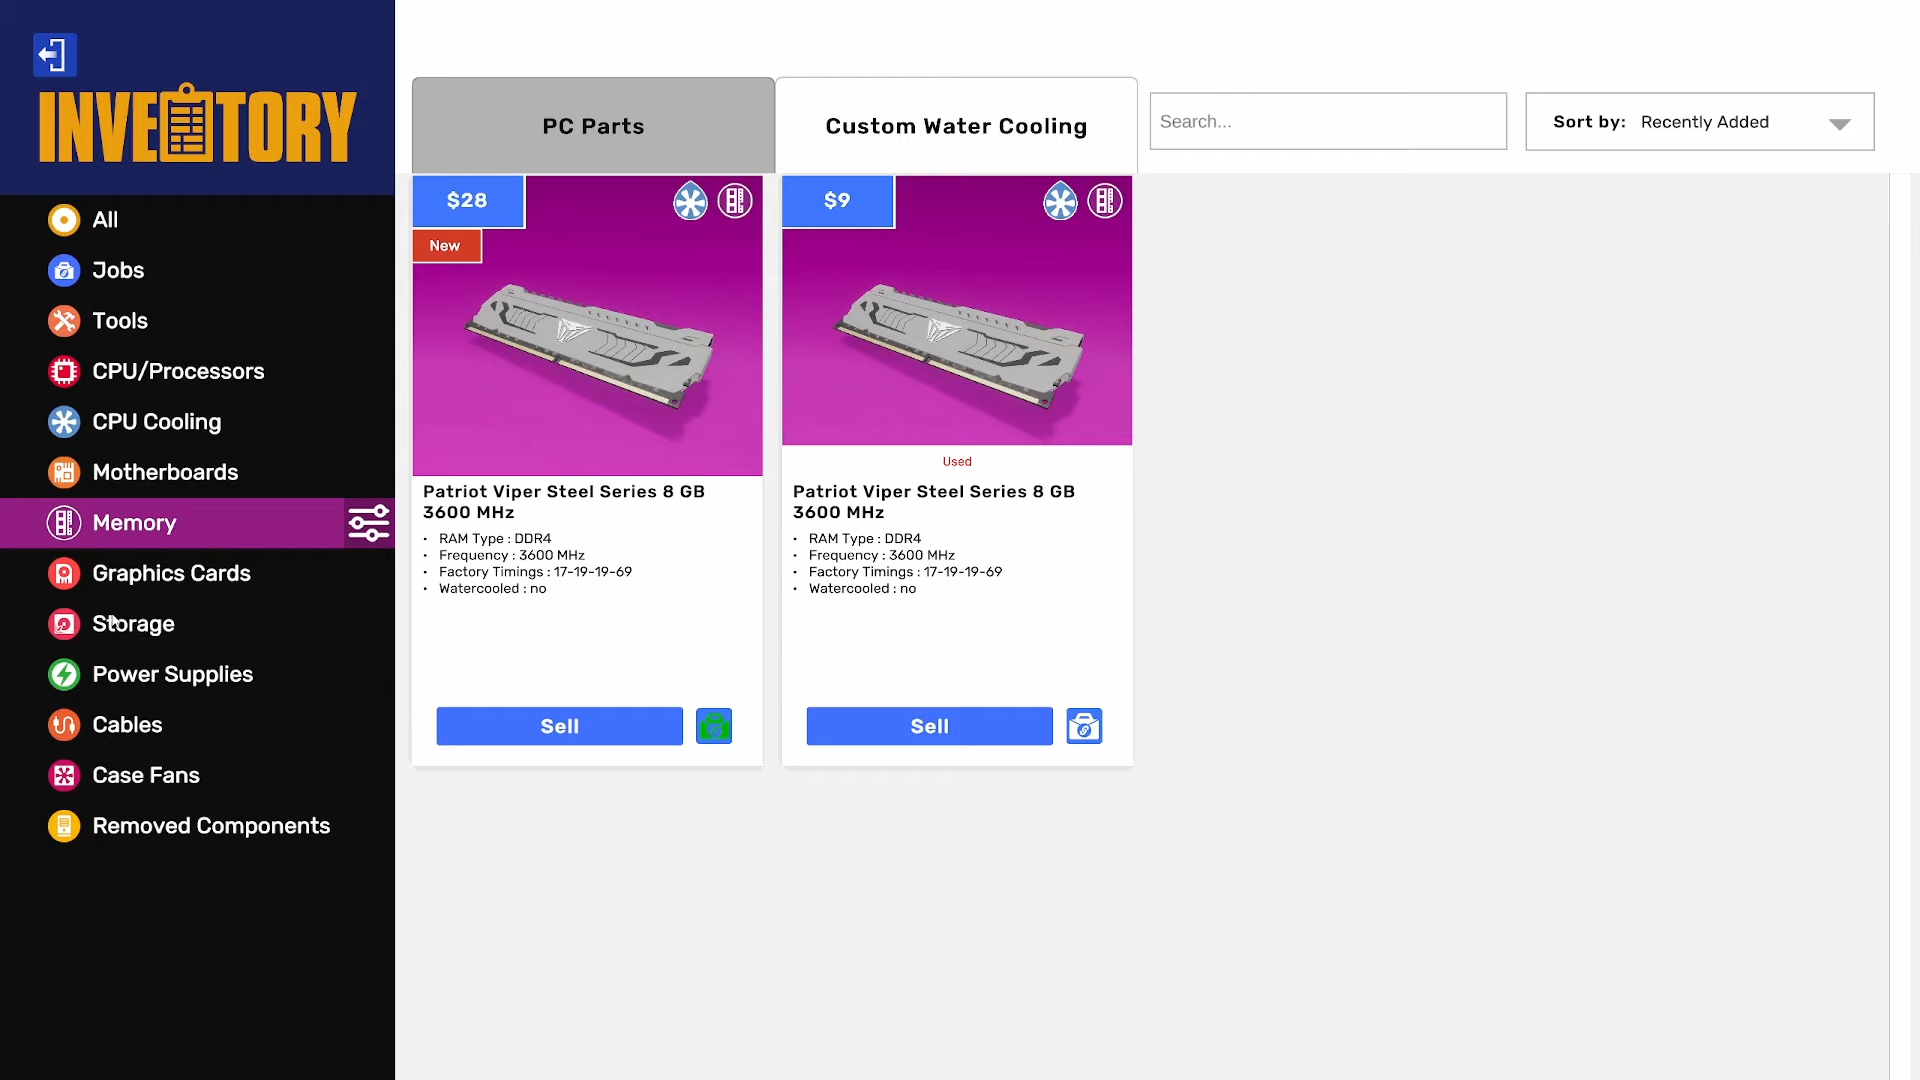 INVENTORY
PC Parts
Custom Water Cooling
Search...
Sort by: Recently Added
All
Jobs
Tools
CPU/Processors
CPU Cooling
Motherboards
Memory
Graphics Cards
Storage
Power Supplies
Cables
Case Fans
Removed Components
$28
New
Patriot Viper Steel Series 8 GB
3600 MHz
• RAM Type : DDR4
• Frequency : 3600 MHz
• Factory Timings : 17-19-19-69
• Watercooled : no
Sell
$9
Used
Patriot Viper Steel Series 8 GB
3600 MHz
• RAM Type : DDR4
• Frequency : 3600 MHz
• Factory Timings : 17-19-19-69
• Watercooled : no
Sell